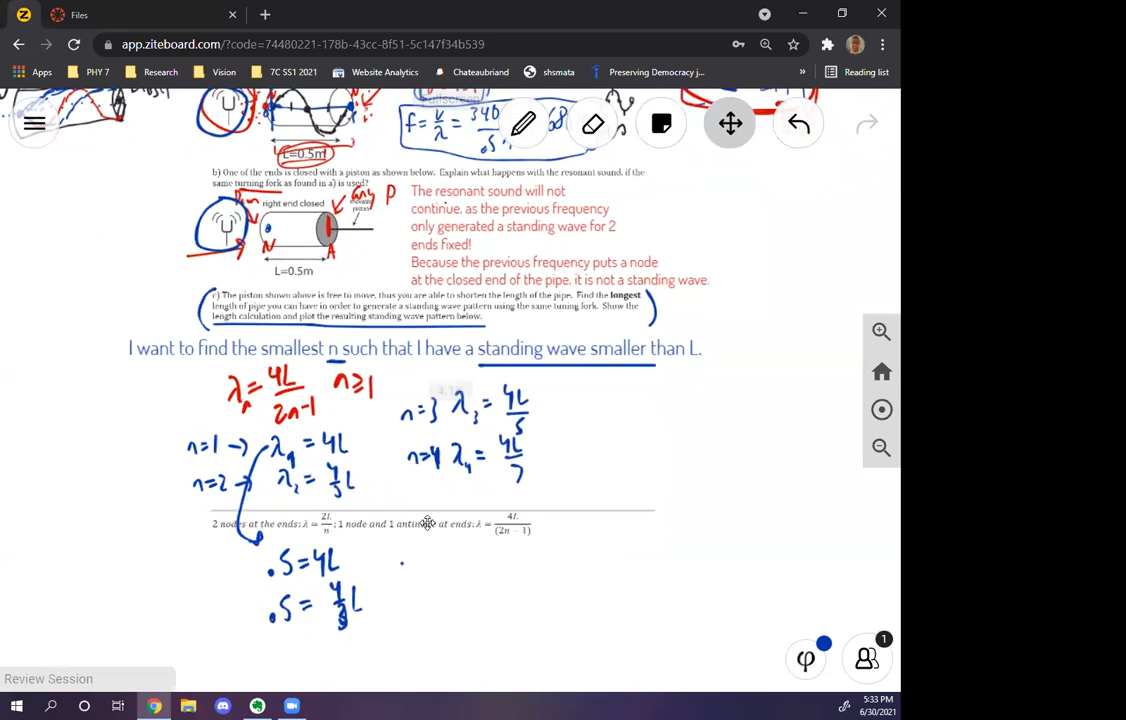 Files
app.ziteboard.com/?code=74480221-178b-43cc-8f51-5c147f34b539
Apps
PHY 7
Research
Vision
7C SS1 2021
Website Analytics
Chateaubriand
shsmata
Preserving Democracy j...
»
Reading list
L=0.5m
f = v/λ = 340/.5
b) One of the ends is closed with a piston as shown below. Explain what happens with the resonant sound, if the
same turning fork as found in a) is used?
right end closed
any P
N
A
L=0.5m
The resonant sound will not
continue, as the previous frequency
only generated a standing wave for 2
ends fixed!
Because the previous frequency puts a node
at the closed end of the pipe, it is not a standing wave.
c) The piston shown above is free to move, thus you are able to shorten the length of the pipe. Find the longest
length of pipe you can have in order to generate a standing wave pattern using the same tuning fork. Show the
length calculation and plot the resulting standing wave pattern below.
I want to find the smallest n such that I have a standing wave smaller than L.
λn = 4L/2n-1 n≥1
n=1 → λ1 = 4L
n=2 → λ2 = 4/3 L
n=3 λ3 = 4L/5
n=4 λ4 = 4L/7
2 nodes at the ends: λ = 2L/n ; 1 node and 1 antinode at ends: λ = 4L/(2n − 1)
.5 = 4L
.5 = 4/3 L
φ
1
Review Session
5:33 PM
6/30/2021